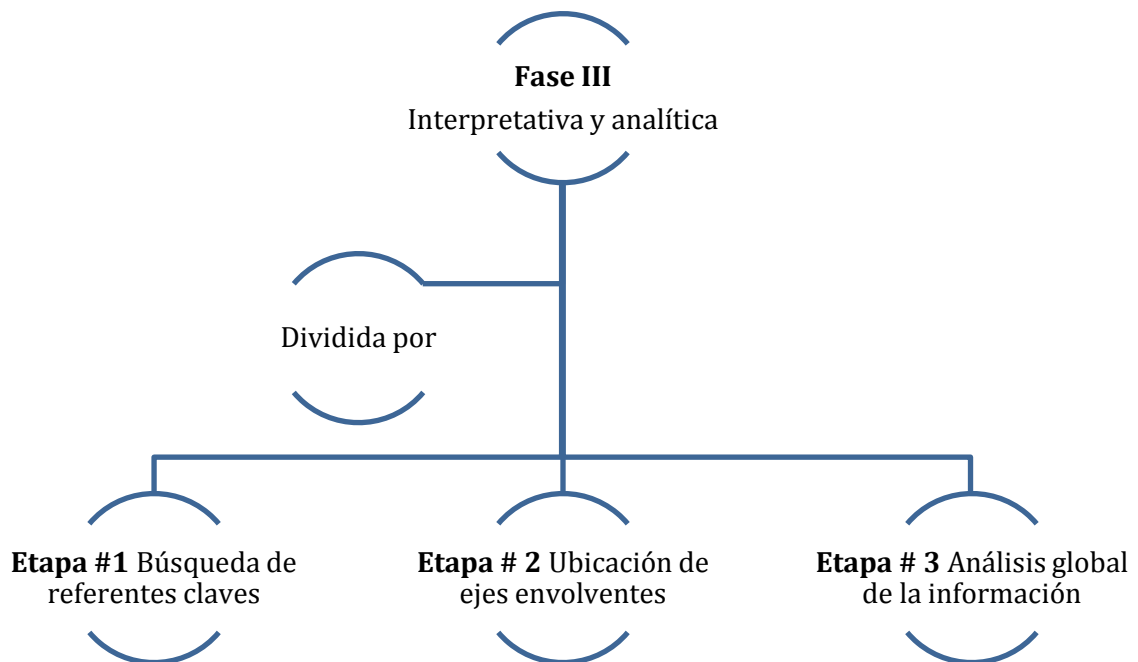 Fase III
Interpretativa y analítica
Dividida por
Etapa #1 Búsqueda de
referentes claves
Etapa # 2 Ubicación de
ejes envolventes
Etapa # 3 Análisis global
de la información